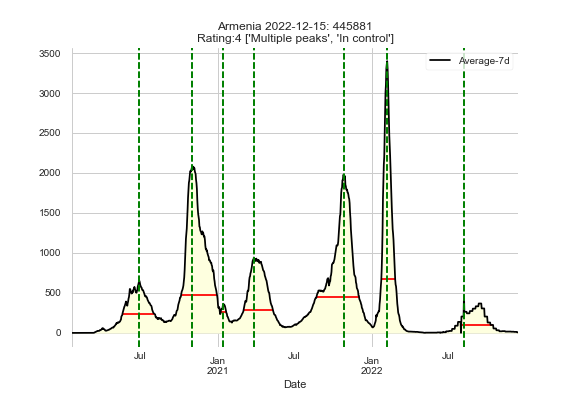 Armenia 2022-12-15: 445881
Rating:4 ['Multiple peaks', 'In control']
Average-7d
3500
3000
2500
2000
1500
1000
500
0
Jul
Jan
2021
Jul
Jan
2022
Jul
Date